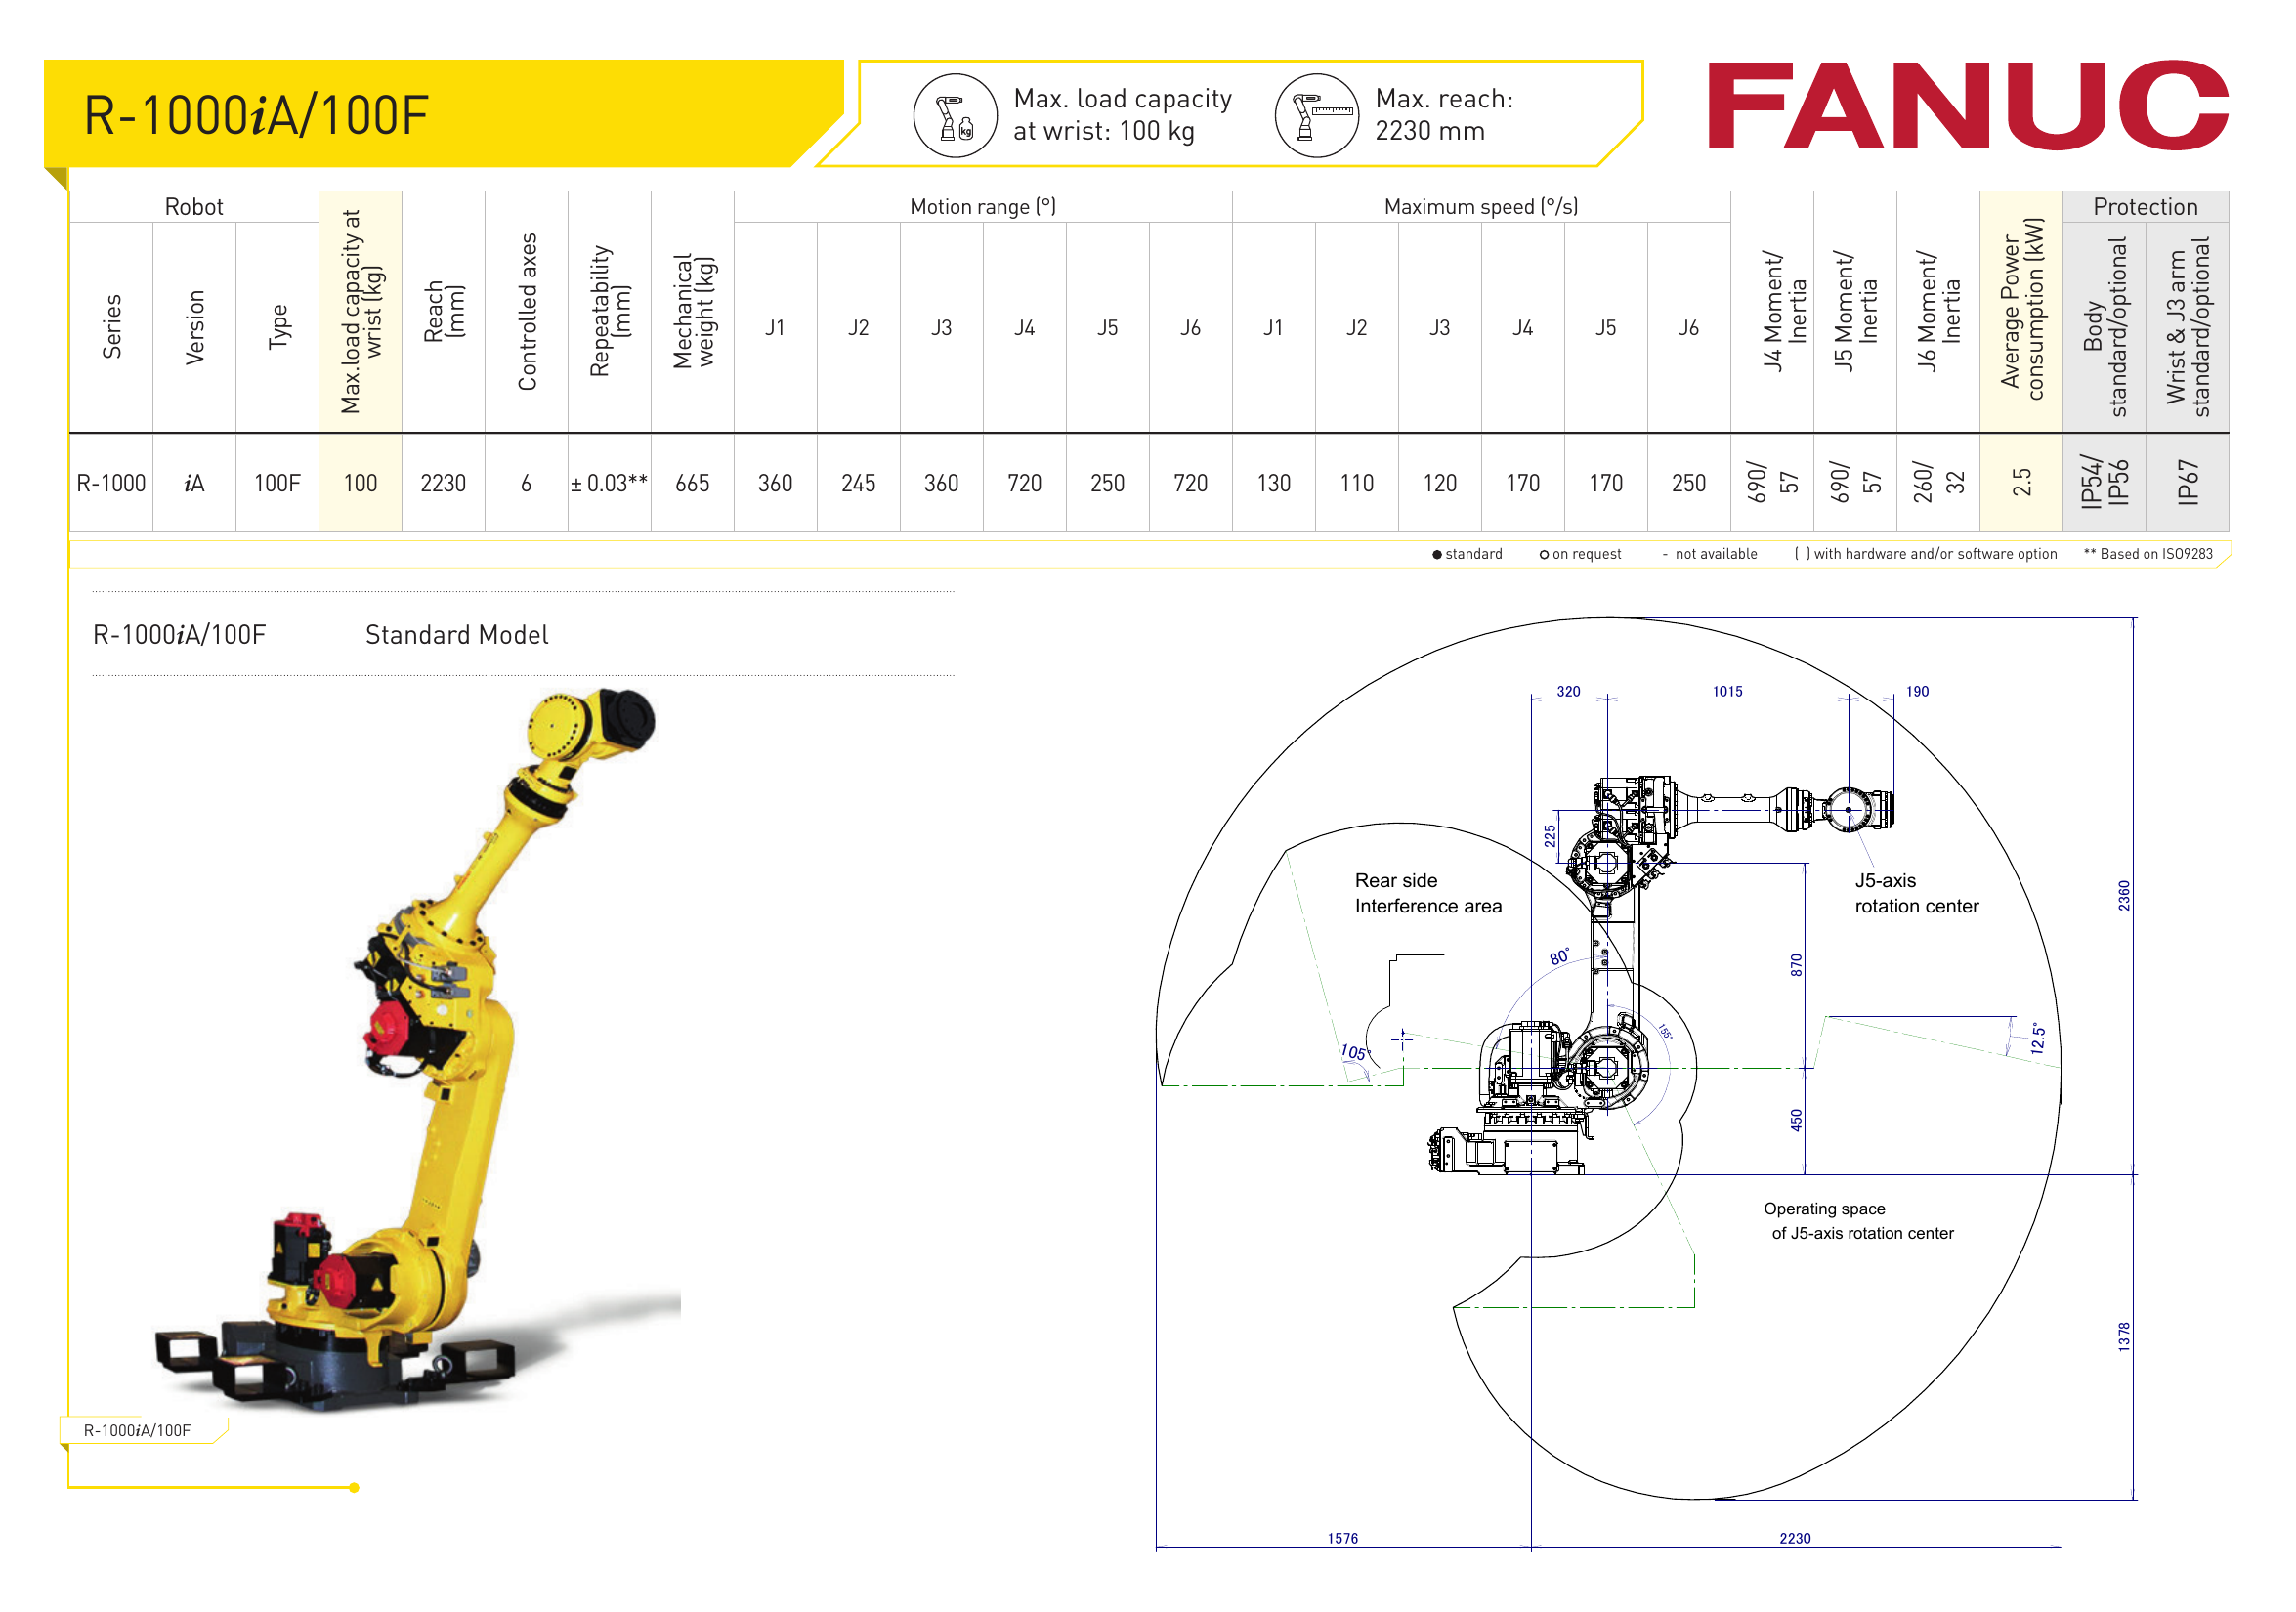 R-1000iA/100F
Max. load capacity
at wrist: 100 kg
Max. reach:
2230 mm
FANUC
kg
Robot
Motion range (°)
Maximum speed (°/s)
Protection
Series
Version
Type
Max.load capacity at
wrist (kg)
Reach
(mm)
Controlled axes
Repeatability
(mm)
Mechanical
weight (kg)
J1 J2 J3 J4 J5 J6 J1 J2 J3 J4 J5 J6
J4 Moment/
Inertia
J5 Moment/
Inertia
J6 Moment/
Inertia
Average Power
consumption (kW)
Body
standard/optional
Wrist & J3 arm
standard/optional
R-1000 iA 100F 100 2230 6 ± 0.03** 665 360 245 360 720 250 720 130 110 120 170 170 250 690/57 690/57 260/32 2.5 IP54/IP56 IP67
● standard ○ on request - not available ( ) with hardware and/or software option ** Based on ISO9283
R-1000iA/100F Standard Model
320 1015 190
225
Rear side
Interference area
J5-axis
rotation center
2360
80°
870
155°
105°
12.5°
450
Operating space
of J5-axis rotation center
1378
R-1000iA/100F
1576 2230